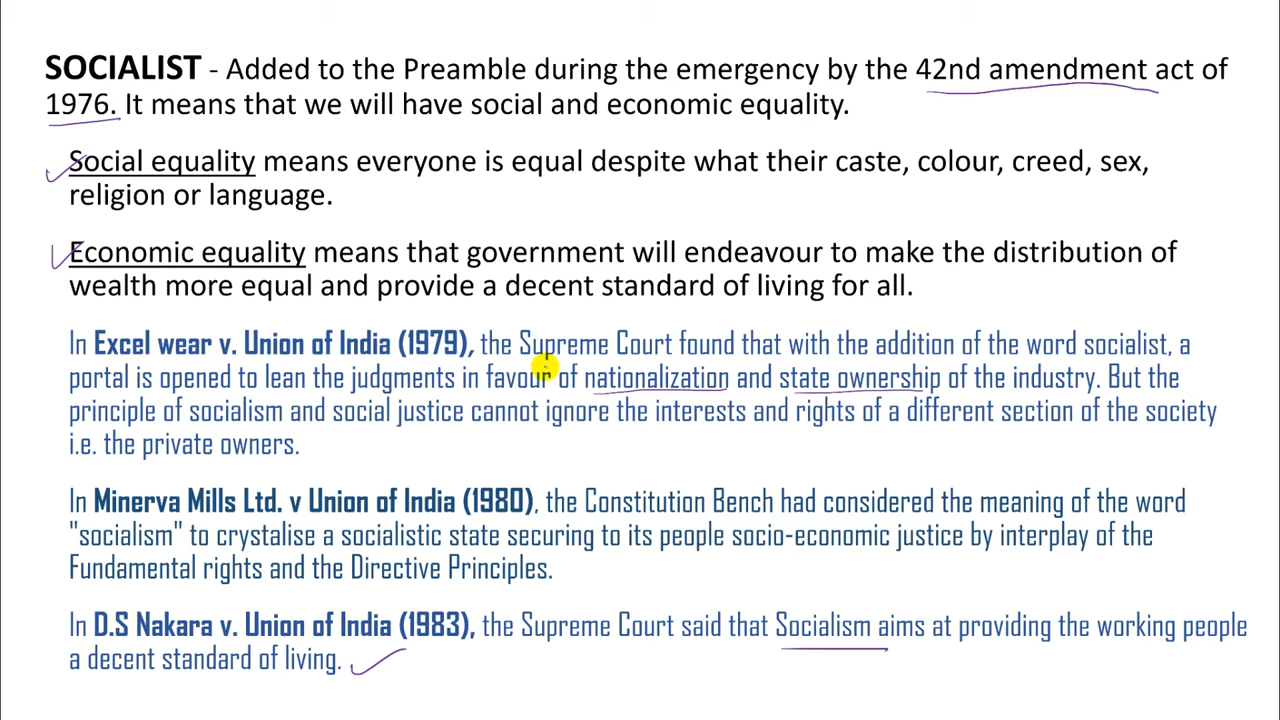 SOCIALIST - Added to the Preamble during the emergency by the 42nd amendment act of
1976. It means that we will have social and economic equality.
Social equality means everyone is equal despite what their caste, colour, creed, sex,
religion or language.
Economic equality means that government will endeavour to make the distribution of
wealth more equal and provide a decent standard of living for all.
In Excel wear v. Union of India (1979), the Supreme Court found that with the addition of the word socialist, a
portal is opened to lean the judgments in favour of nationalization and state ownership of the industry. But the
principle of socialism and social justice cannot ignore the interests and rights of a different section of the society
i.e. the private owners.
In Minerva Mills Ltd. v Union of India (1980), the Constitution Bench had considered the meaning of the word
"socialism" to crystalise a socialistic state securing to its people socio-economic justice by interplay of the
Fundamental rights and the Directive Principles.
In D.S Nakara v. Union of India (1983), the Supreme Court said that Socialism aims at providing the working people
a decent standard of living.